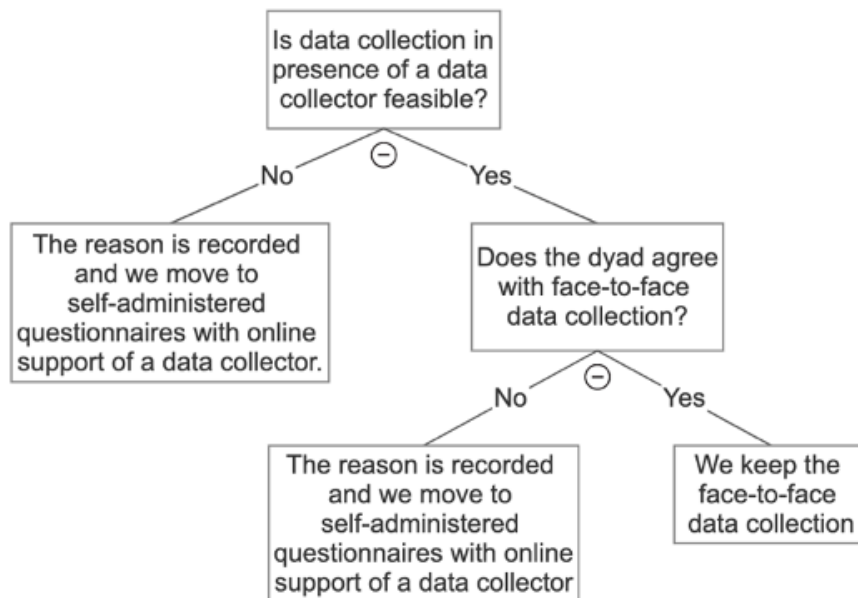 Is data collection in
presence of a data
collector feasible?
No
Yes
The reason is recorded
and we move to
self-administered
questionnaires with online
support of a data collector.
Does the dyad agree
with face-to-face
data collection?
No
Yes
The reason is recorded
and we move to
self-administered
questionnaires with online
support of a data collector
We keep the
face-to-face
data collection